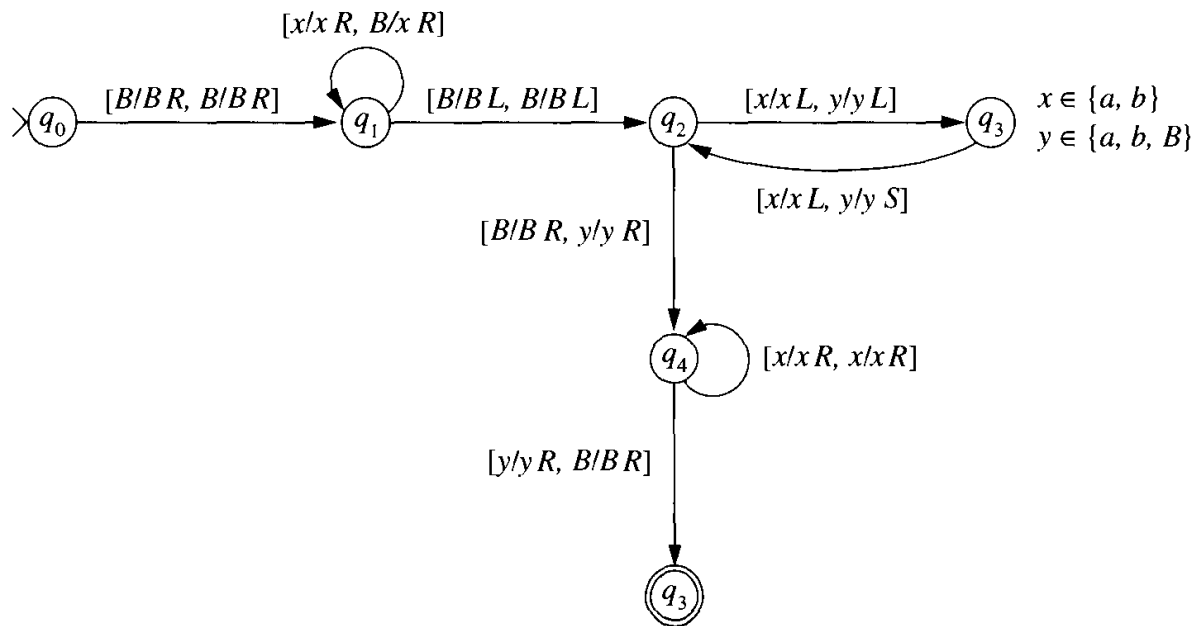 [x/x R, B/x R]
[B/B R, B/B R]
[B/B L, B/B L]
[x/x L, y/y L]
x ∈ {a, b}
q₀
q₁
q₂
q₃
y ∈ {a, b, B}
[x/x L, y/y S]
[B/B R, y/y R]
q₄
[x/x R, x/x R]
[y/y R, B/B R]
q₃